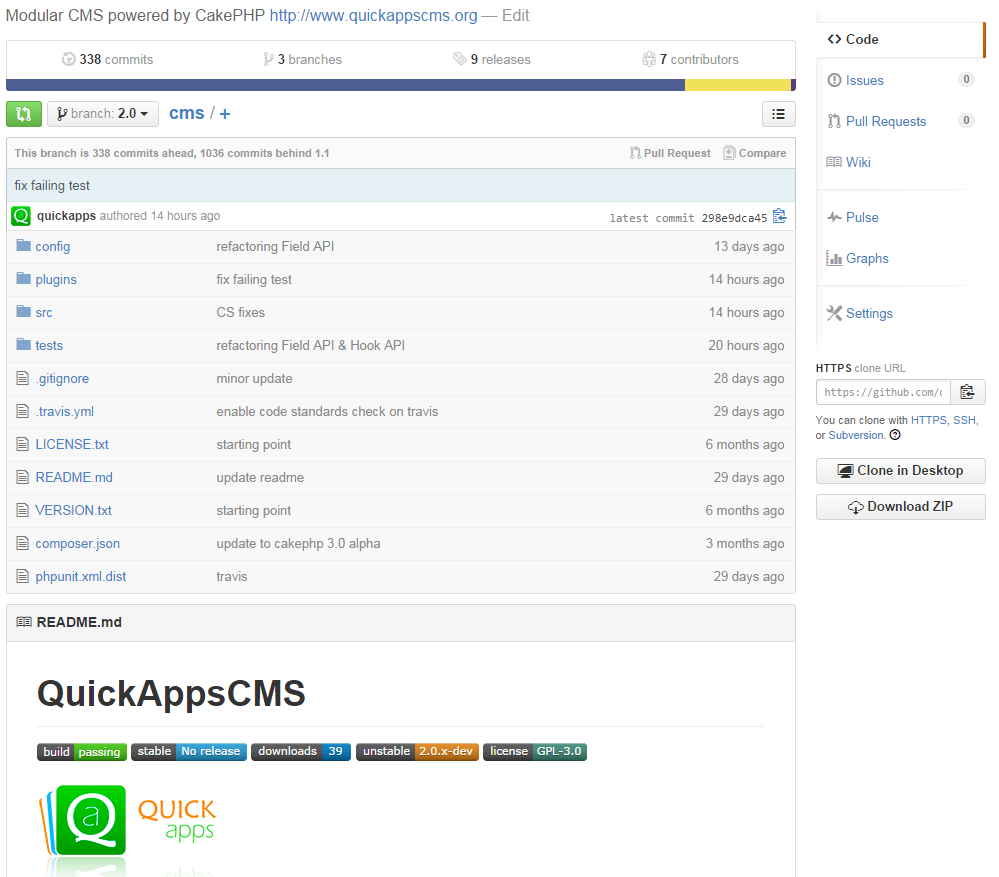 Modular CMS powered by CakePHP http://www.quickappscms.org — Edit
338 commits 3 branches 9 releases 7 contributors
branch: 2.0 cms / +
This branch is 338 commits ahead, 1036 commits behind 1.1 Pull Request Compare
fix failing test
quickapps authored 14 hours ago latest commit 298e9dca45
config refactoring Field API 13 days ago
plugins fix failing test 14 hours ago
src CS fixes 14 hours ago
tests refactoring Field API & Hook API 20 hours ago
.gitignore minor update 28 days ago
.travis.yml enable code standards check on travis 29 days ago
LICENSE.txt starting point 6 months ago
README.md update readme 29 days ago
VERSION.txt starting point 6 months ago
composer.json update to cakephp 3.0 alpha 3 months ago
phpunit.xml.dist travis 29 days ago
README.md
QuickAppsCMS
build passing stable No release downloads 39 unstable 2.0.x-dev license GPL-3.0
Qa QUICK
apps
Code
Issues 0
Pull Requests 0
Wiki
Pulse
Graphs
Settings
HTTPS clone URL
https://github.com/
You can clone with HTTPS, SSH,
or Subversion.
Clone in Desktop
Download ZIP